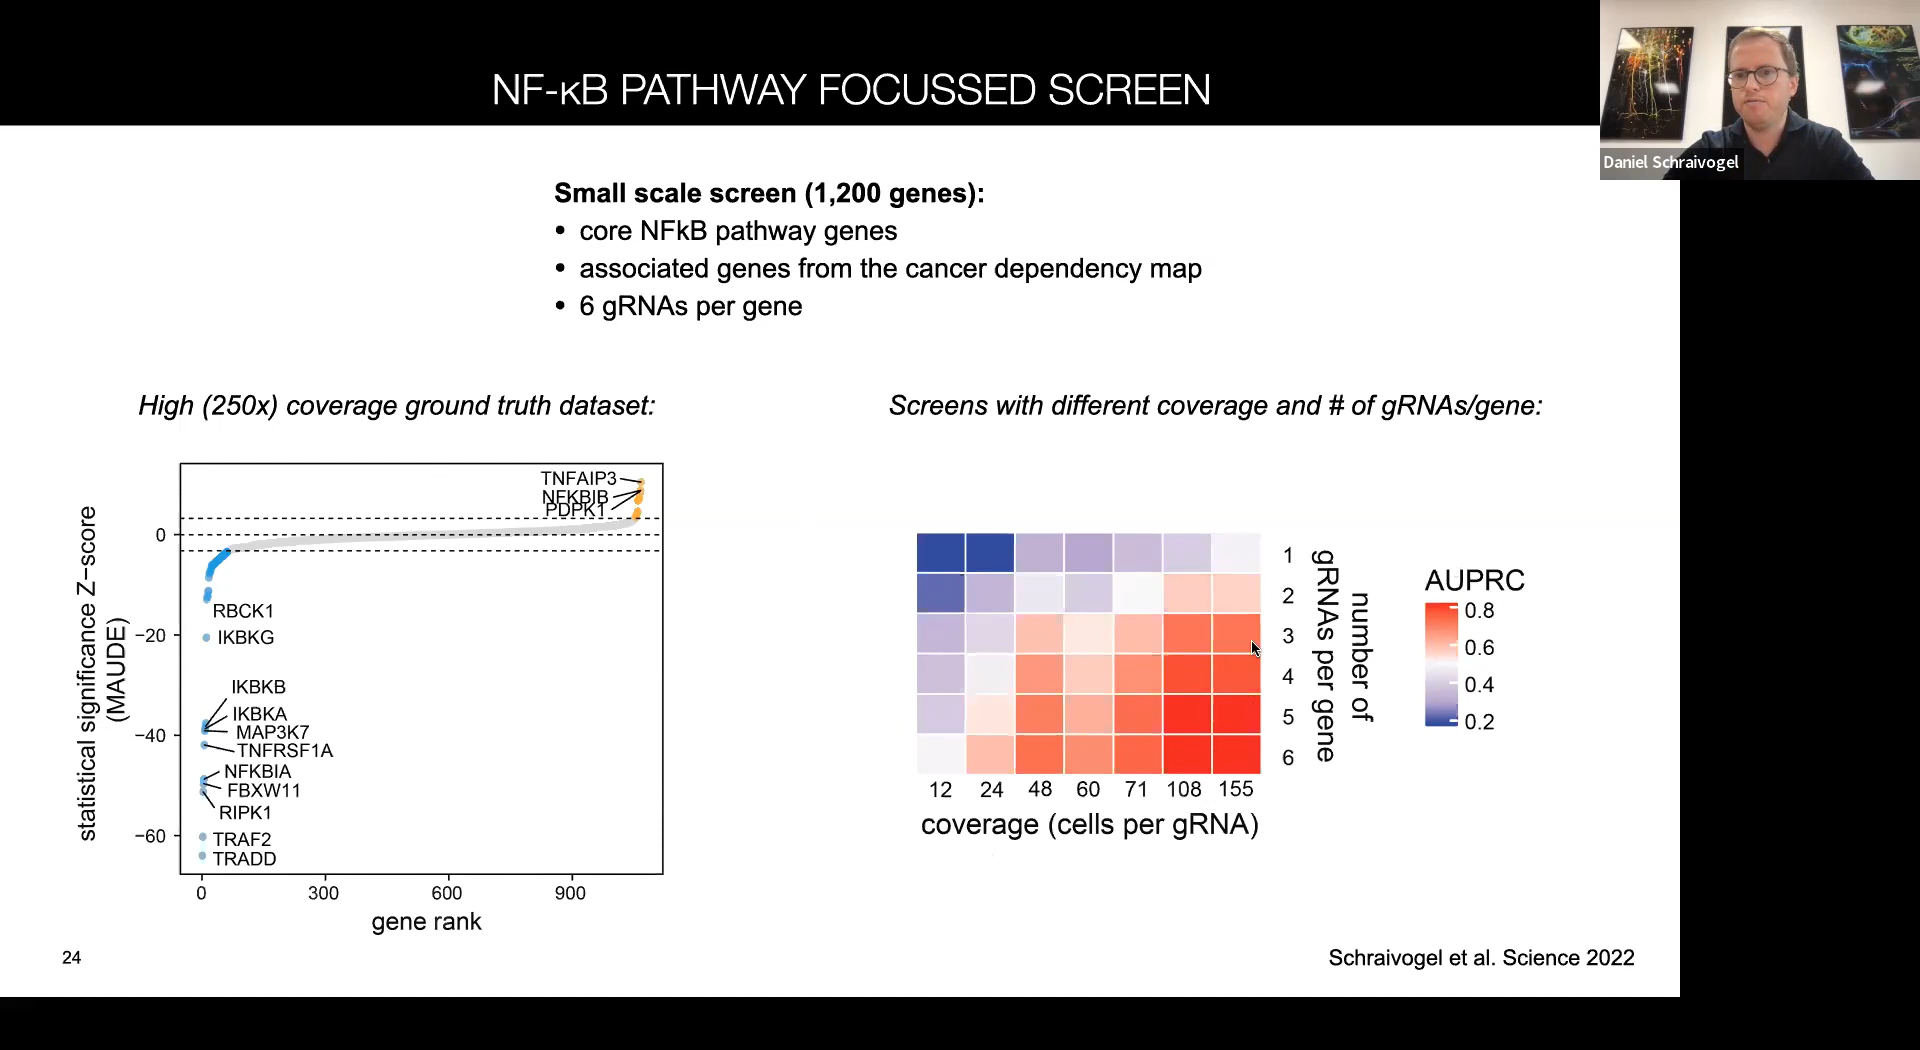 NF-κB PATHWAY FOCUSSED SCREEN
Daniel Schraivogel
Small scale screen (1,200 genes):
• core NFkB pathway genes
• associated genes from the cancer dependency map
• 6 gRNAs per gene
High (250x) coverage ground truth dataset:
statistical significance Z−score
(MAUDE)
0
−20
−40
−60
TNFAIP3
NFKBIB
PDPK1
RBCK1
IKBKG
IKBKB
IKBKA
MAP3K7
TNFRSF1A
NFKBIA
FBXW11
RIPK1
TRAF2
TRADD
0 300 600 900
gene rank
Screens with different coverage and # of gRNAs/gene:
1
2
3
4
5
6
number of
gRNAs per gene
12 24 48 60 71 108 155
coverage (cells per gRNA)
AUPRC
0.8
0.6
0.4
0.2
24
Schraivogel et al. Science 2022